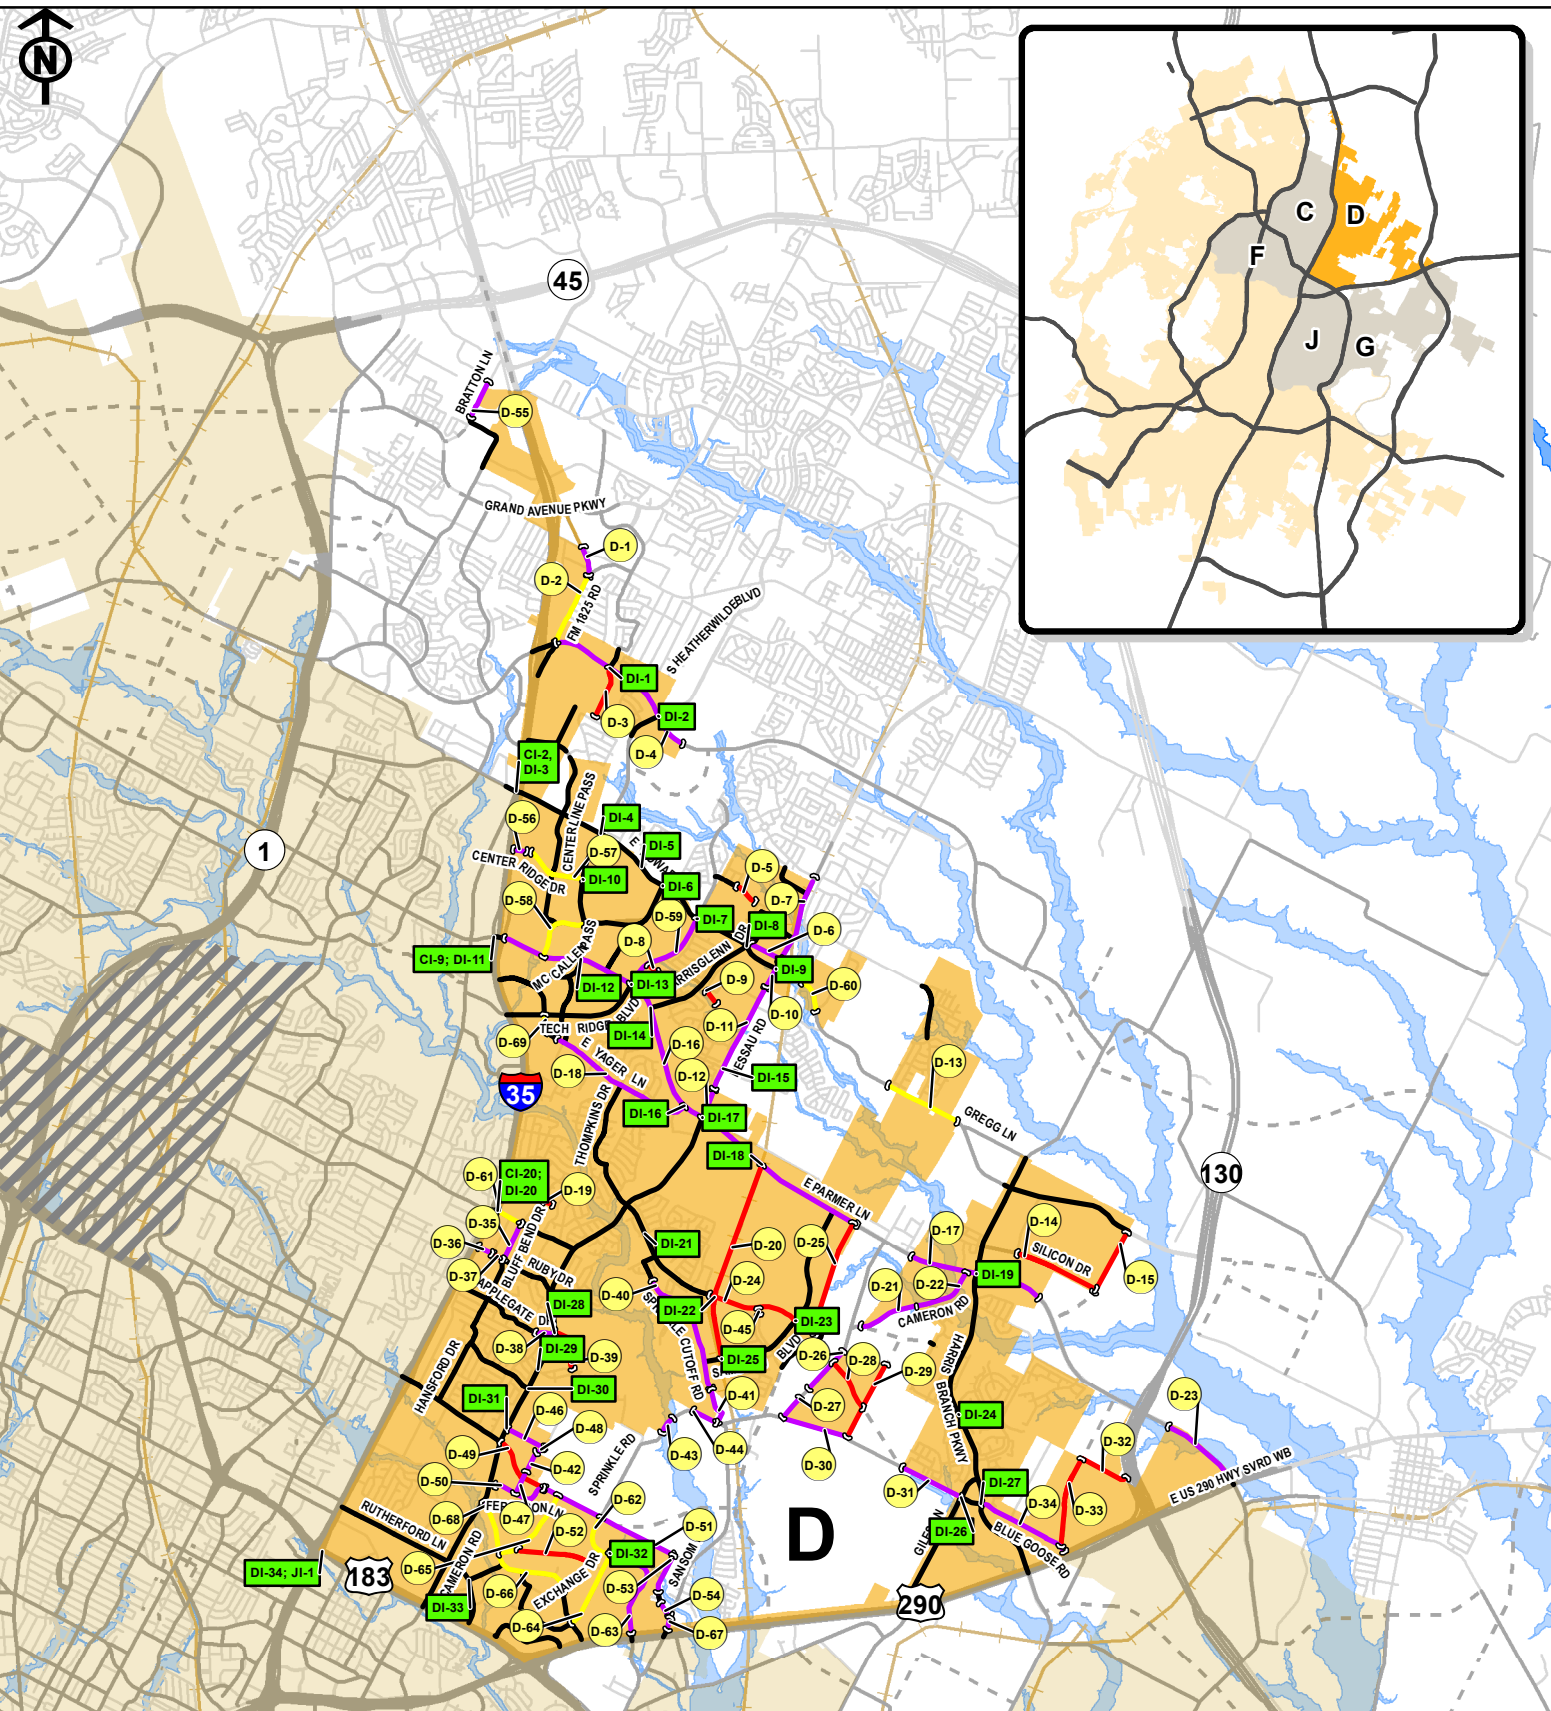 N
C
D
F
J
G
45
BRATTON LN
D-55
GRAND AVENUE PKWY
D-1
D-2
FM 1825 RD
S HEATHERWILDE BLVD
DI-1
D-3
DI-2
D-4
CI-2,
DI-3
CENTERLINE PASS
D-56
DI-4
DI-5
1
CENTER RIDGE DR
D-57
DI-10
DI-6
D-5
D-7
D-58
D-59
DI-7
DI-8
D-6
CI-9; DI-11
D-8
MC CALLEN PASS
DI-9
D-9
D-60
DI-12
DI-13
D-10
TECH RIDGE BLVD
DI-14
D-11
D-69
E YAGER LN
D-16
D-18
D-12
DI-15
D-13
35
DI-16
DI-17
GREGG LN
THOMPKINS DR
DI-18
130
D-61
CI-20;
DI-20
D-19
E PARMER LN
D-35
D-36
BLUFF BEND DR
DI-21
D-20
D-25
D-17
D-14
SILICON DR
D-37
RUBY DR
D-15
APPLEGATE DR
D-40
D-24
D-21
D-22
DI-19
DI-28
DI-22
CAMERON RD
D-45
DI-23
D-38
DI-29
D-39
DI-25
BLVD
D-26
D-28
D-29
HANSFORD DR
CUTOFF RD
HARRIS BRANCH PKWY
DI-31
DI-30
D-41
D-27
D-23
D-46
D-48
DI-24
D-49
D-43
D-44
D-30
D-32
D-42
SPRINKLE RD
D-50
D-31
DI-27
E US 290 HWY SVRD WB
D-62
D-34
D-33
RUTHERFORD LN
D-68
D-47
D-52
D-51
DI-26
BLUE GOOSE RD
D
DI-32
SANSOM
DI-34; JI-1
183
D-65
CAMERON RD
EXCHANGE DR
D-53
D-66
D-54
290
DI-33
D-64
D-63
D-67